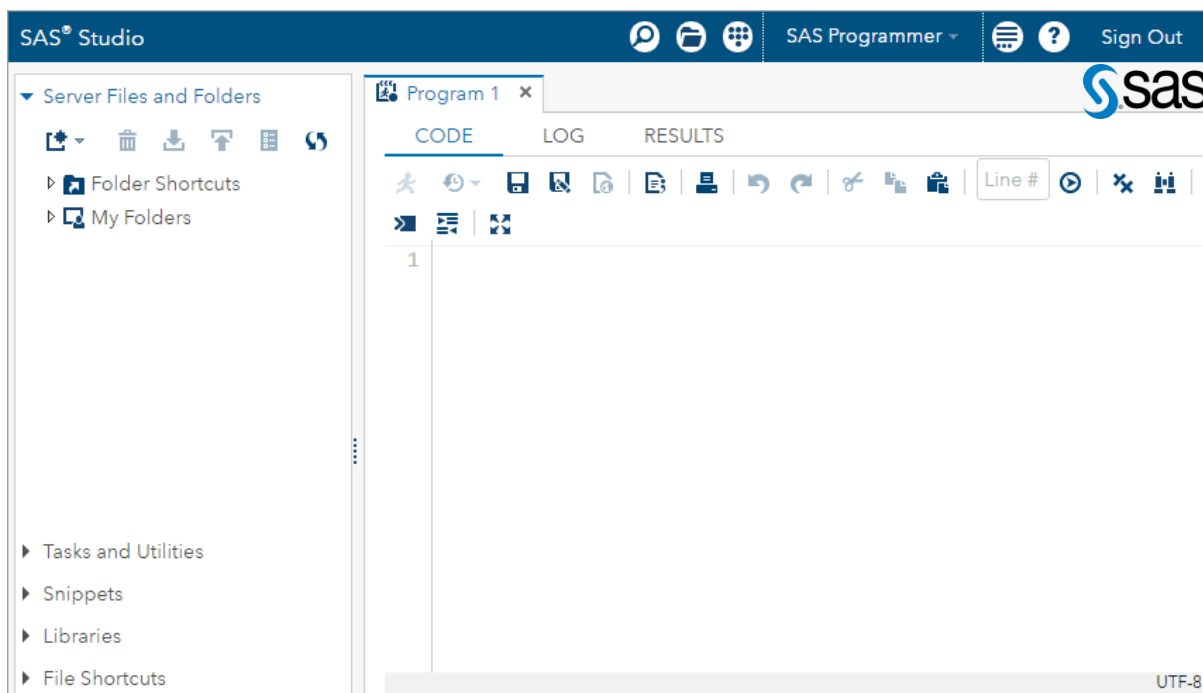 SAS® Studio
SAS Programmer
?
Sign Out
Server Files and Folders
Folder Shortcuts
My Folders
Tasks and Utilities
Snippets
Libraries
File Shortcuts
Program 1
sas
CODE LOG RESULTS
Line #
1
UTF-8